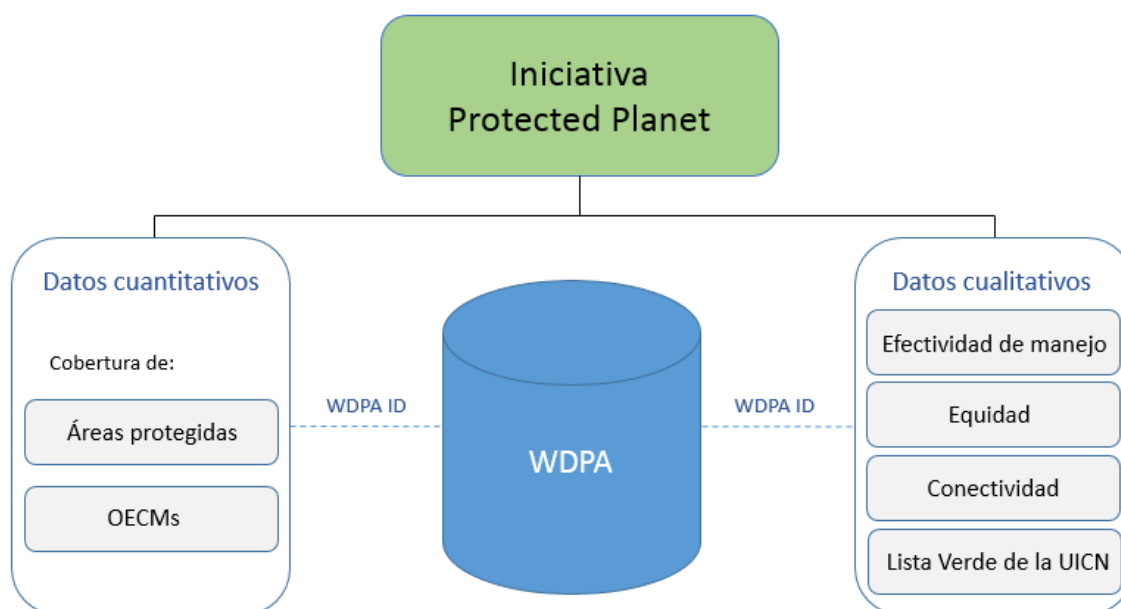 Iniciativa
Protected Planet
Datos cuantitativos
Cobertura de:
Áreas protegidas
OECMs
WDPA ID
WDPA
WDPA ID
Datos cualitativos
Efectividad de manejo
Equidad
Conectividad
Lista Verde de la UICN